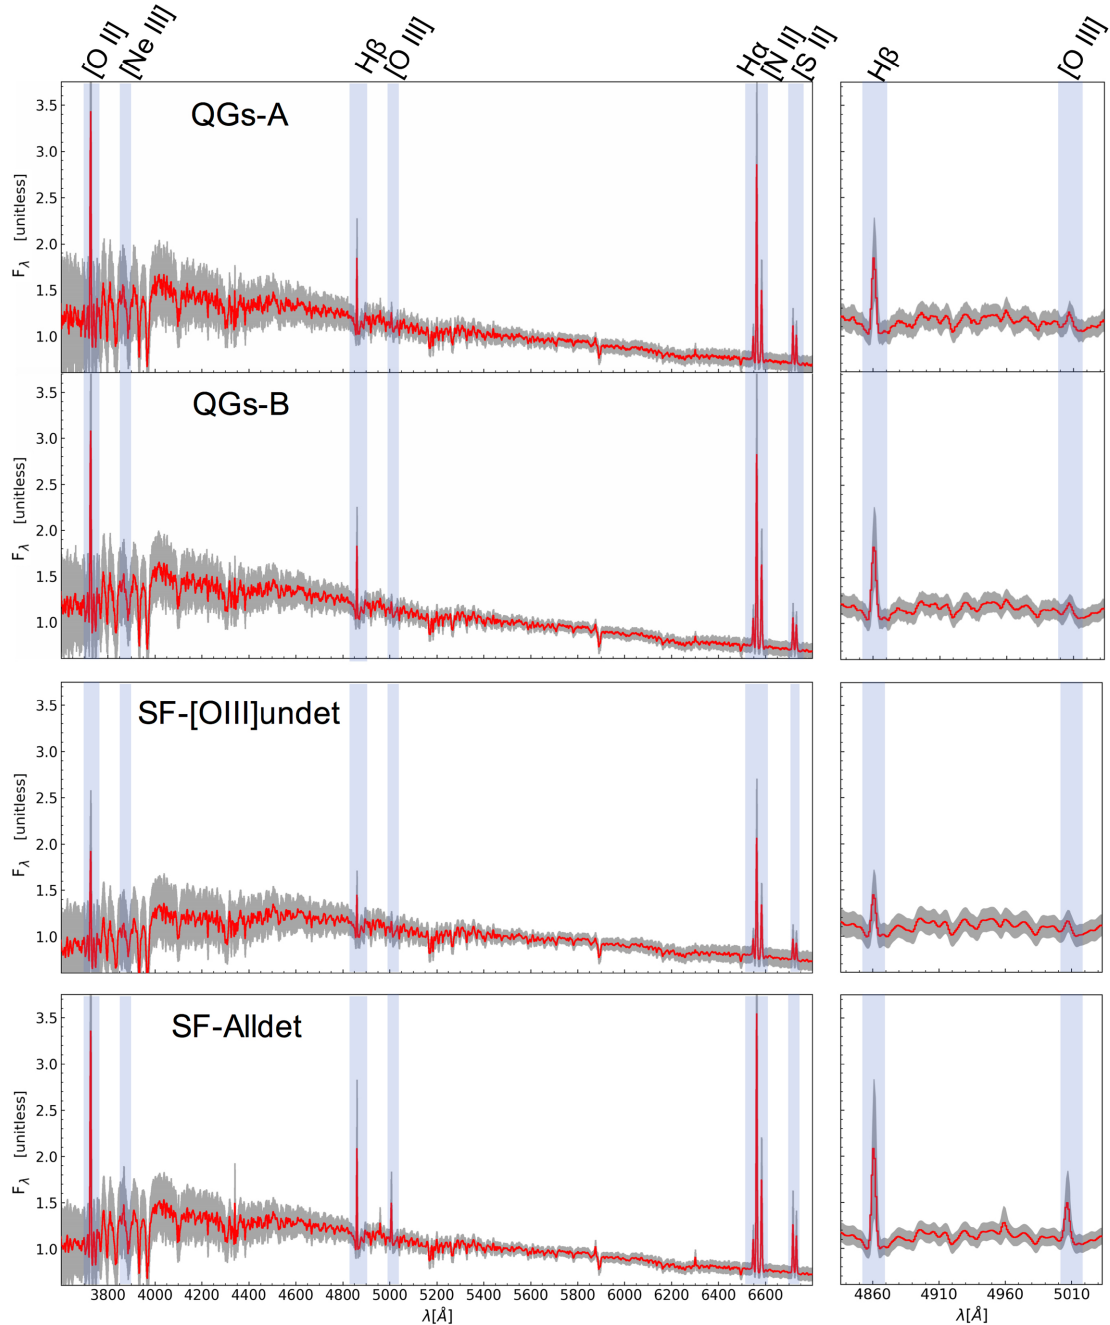 [O II] [Ne III] Hβ [O III] Hα [N II] [S II] Hβ [O III]
QGs-A
3.5
3.0
2.5
2.0
1.5
1.0
Fλ [unitless]
QGs-B
3.5
3.0
2.5
2.0
1.5
1.0
Fλ [unitless]
SF-[OIII]undet
3.5
3.0
2.5
2.0
1.5
1.0
Fλ [unitless]
SF-Alldet
3.5
3.0
2.5
2.0
1.5
1.0
Fλ [unitless]
3800 4000 4200 4400 4600 4800 5000 5200 5400 5600 5800 6000 6200 6400 6600
λ[Å]
4860 4910 4960 5010
λ[Å]